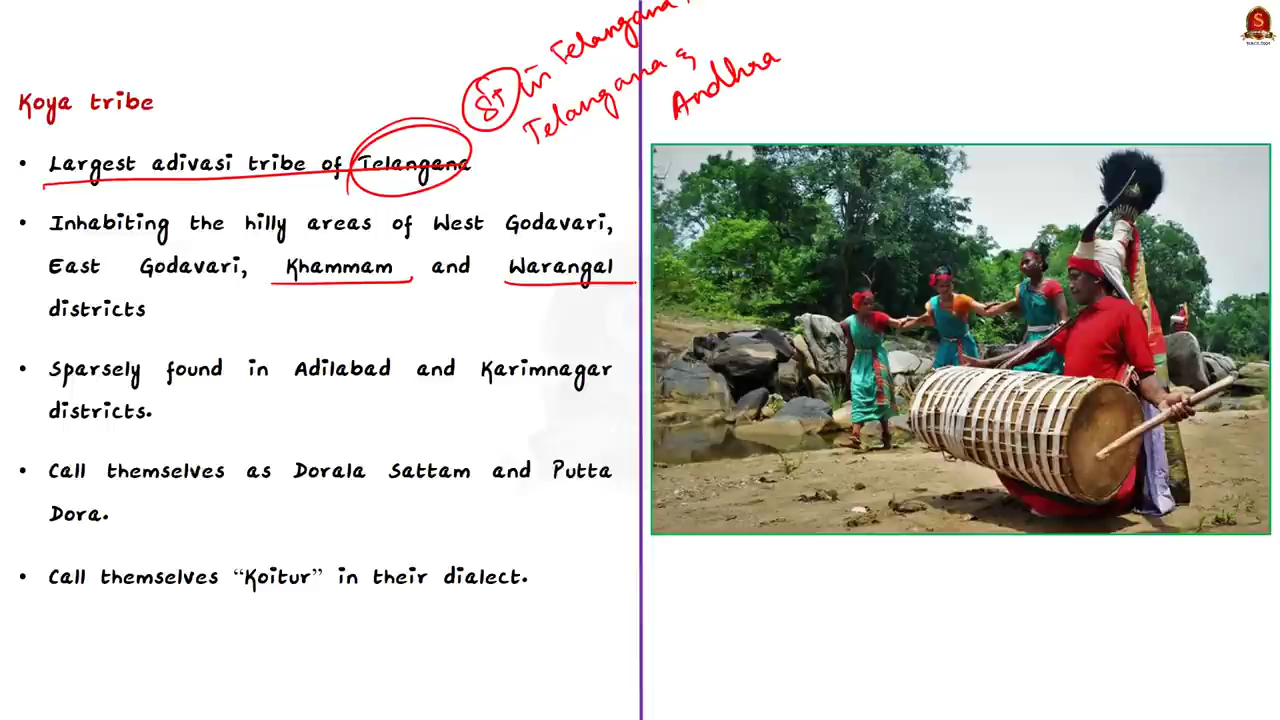 ST in Telangana
Telangana &
Andhra
Koya tribe
• Largest adivasi tribe of Telangana
• Inhabiting the hilly areas of West Godavari,
East Godavari, Khammam and Warangal
districts
• Sparsely found in Adilabad and Karimnagar
districts.
• Call themselves as Dorala Sattam and Putta
Dora.
• Call themselves “Koitur” in their dialect.